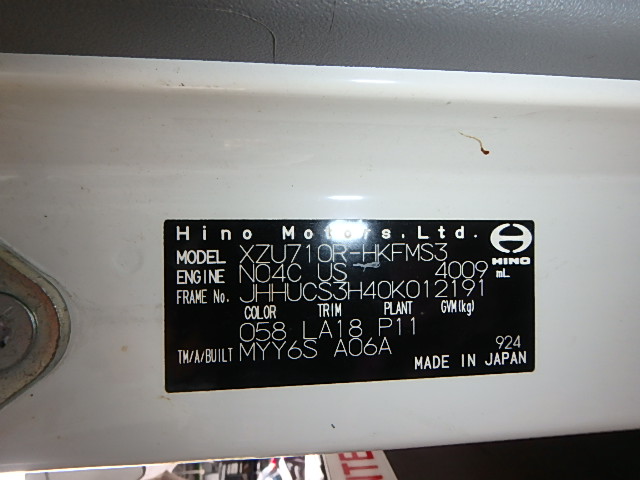 Hino Motors.Ltd.
HINO
MODEL XZU710R-HKFMS3
ENGINE N04C US 4009 mL
FRAME No. JHHUCS3H40K012191
COLOR TRIM PLANT GVM(kg)
058 LA18 P11
924
TM/A/BUILT MYY6S A06A
MADE IN JAPAN
NTE